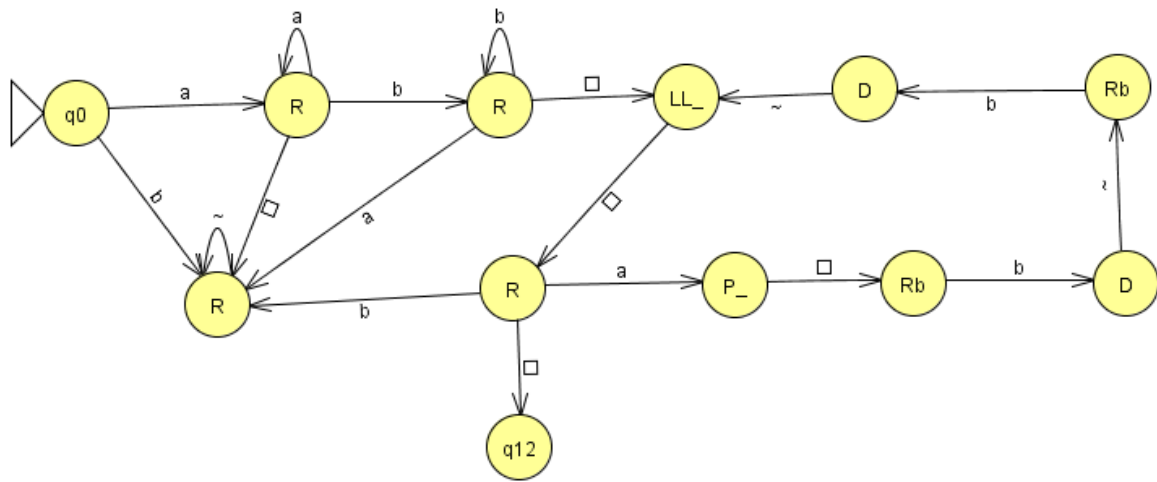 a b
q0 a R b R □ LL_ ~ D b Rb
b □ a □ ~
~
R b R a P_ □ Rb b D
□
q12